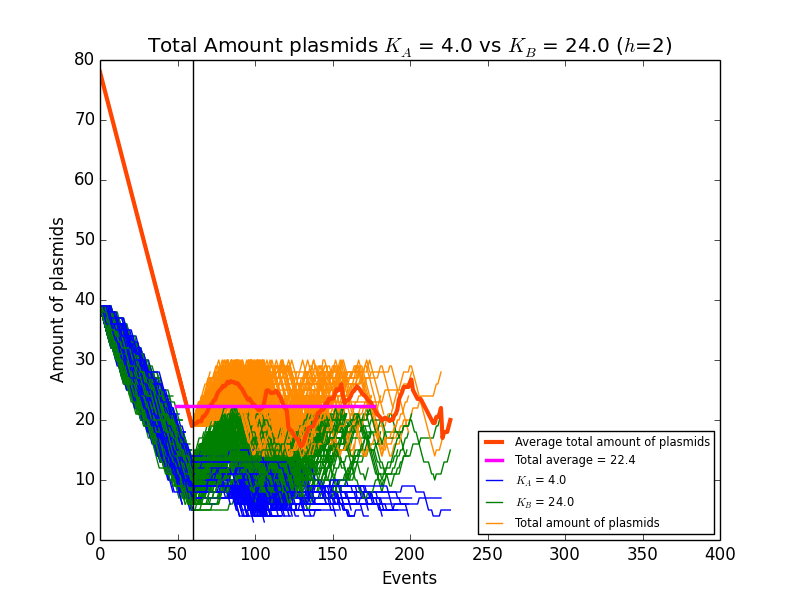 Total Amount plasmids K_A = 4.0 vs K_B = 24.0 (h=2)
80
70
60
50
40
30
20
10
0
Amount of plasmids
0 50 100 150 200 250 300 350 400
Events
Average total amount of plasmids
Total average = 22.4
K_A = 4.0
K_B = 24.0
Total amount of plasmids